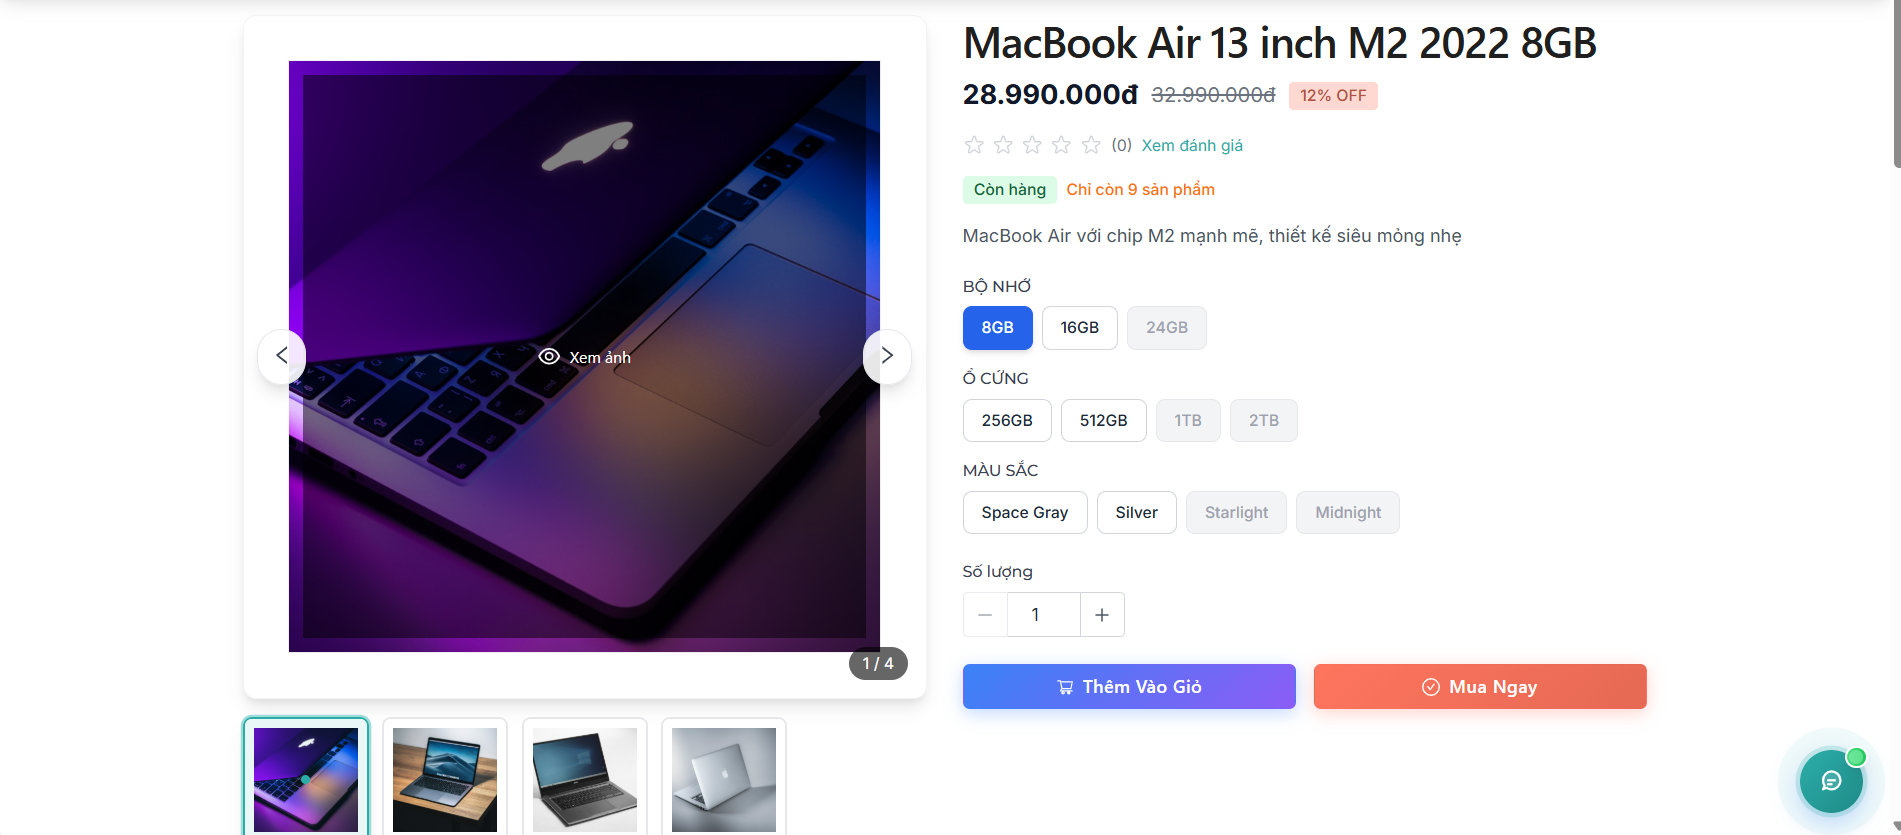 MacBook Air 13 inch M2 2022 8GB
28.990.000đ 32.990.000đ 12% OFF
(0) Xem đánh giá
Còn hàng Chỉ còn 9 sản phẩm
MacBook Air với chip M2 mạnh mẽ, thiết kế siêu mỏng nhẹ
BỘ NHỚ
8GB 16GB 24GB
Ổ CỨNG
256GB 512GB 1TB 2TB
MÀU SẮC
Space Gray Silver Starlight Midnight
Số lượng
1
Thêm Vào Giỏ Mua Ngay
Xem ảnh
1 / 4